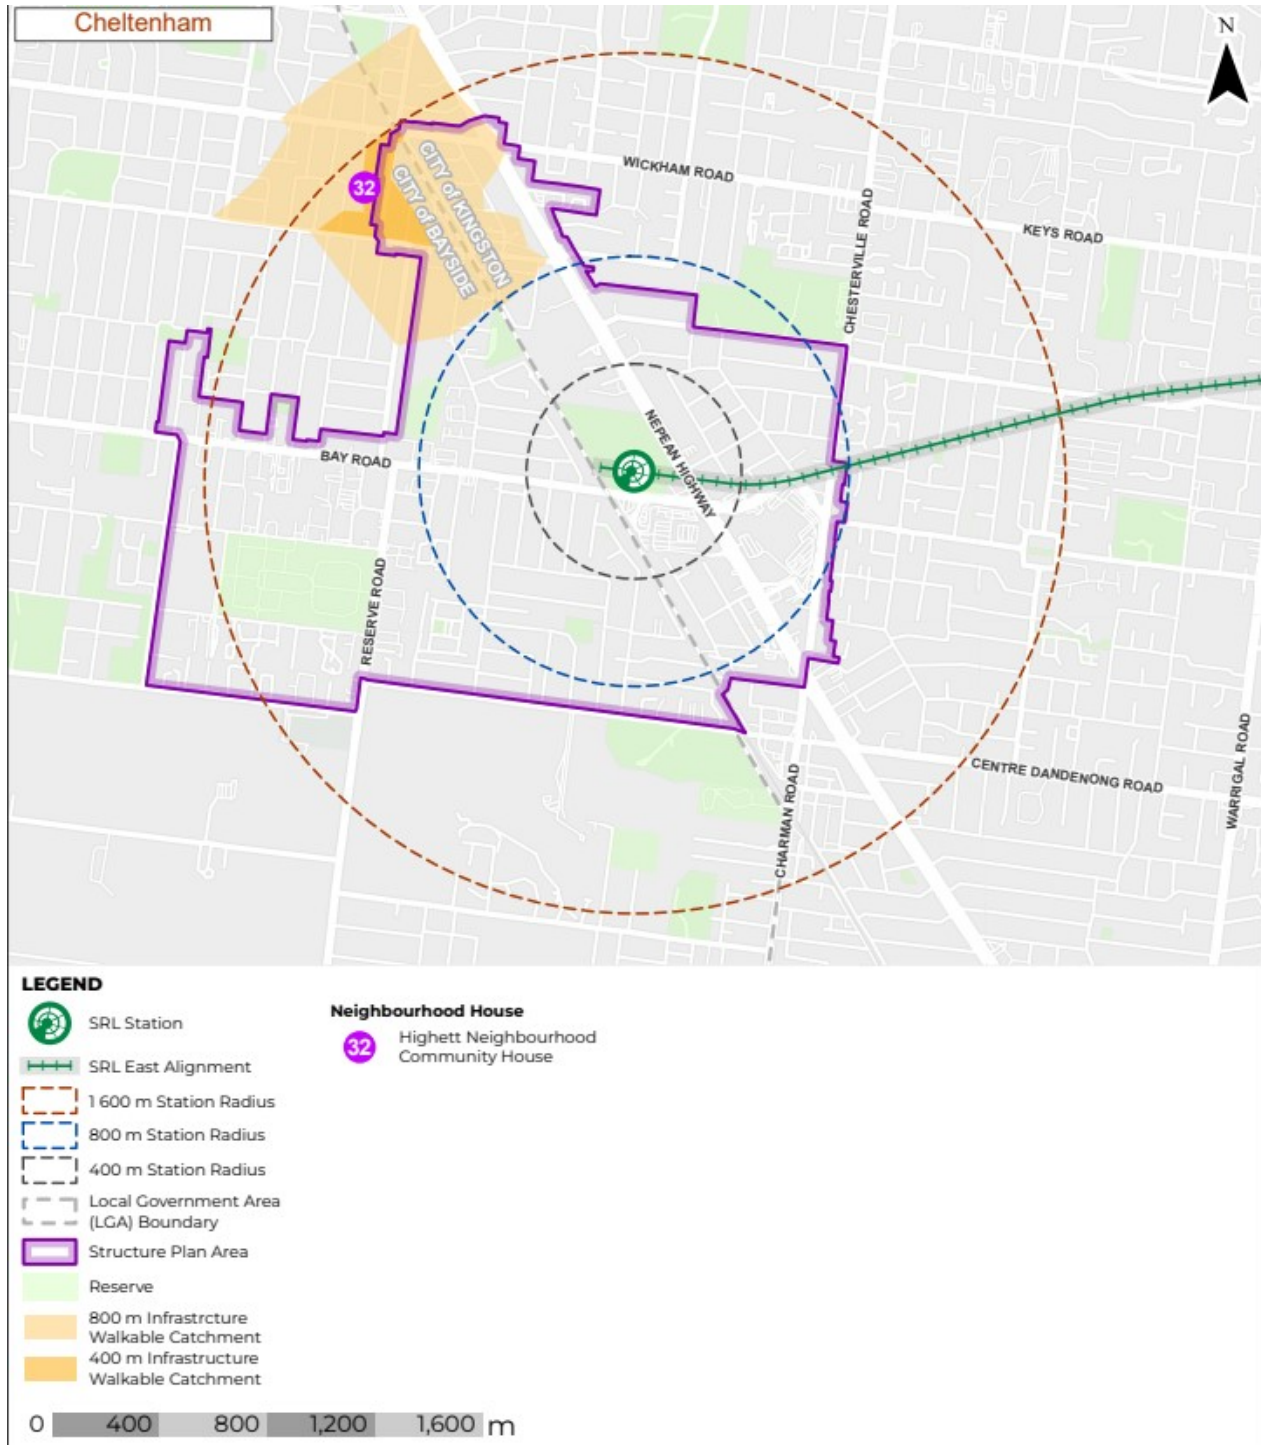 Cheltenham
N
WICKHAM ROAD
CITY of KINGSTON
CITY of BAYSIDE
32
CHESTERVILLE ROAD
KEYS ROAD
NEPEAN HIGHWAY
BAY ROAD
RESERVE ROAD
CENTRE DANDENONG ROAD
WARRIGAL ROAD
CHARMAN ROAD
LEGEND
SRL Station
SRL East Alignment
1 600 m Station Radius
800 m Station Radius
400 m Station Radius
Local Government Area
(LGA) Boundary
Structure Plan Area
Reserve
800 m Infrastrcture
Walkable Catchment
400 m Infrastructure
Walkable Catchment
Neighbourhood House
32
Highett Neighbourhood
Community House
0 400 800 1,200 1,600 m